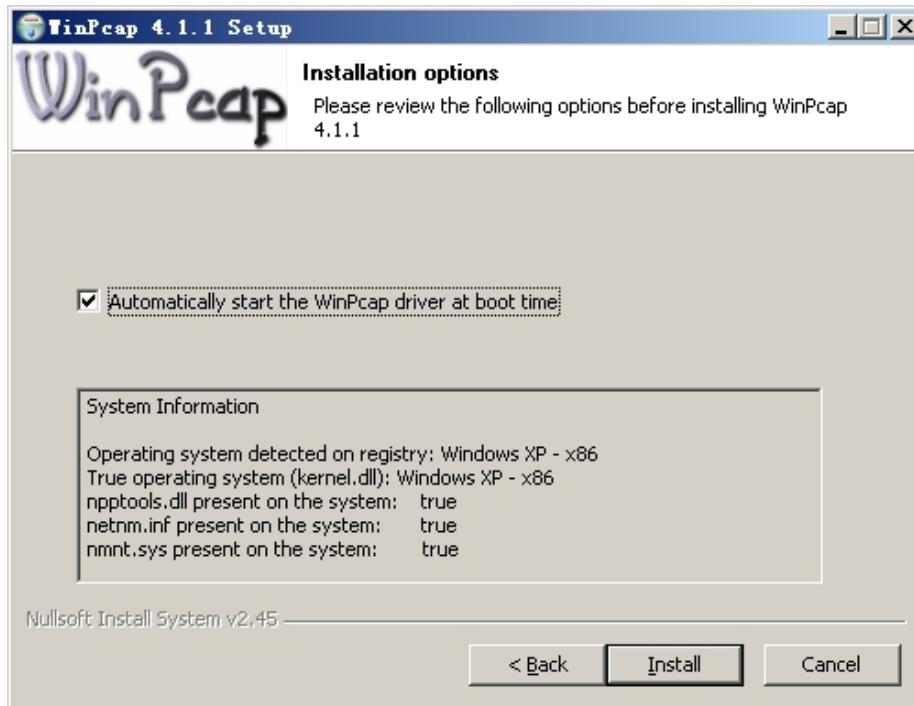 WinPcap 4.1.1 Setup
WinPcap
Installation options
Please review the following options before installing WinPcap
4.1.1
Automatically start the WinPcap driver at boot time
System Information
Operating system detected on registry: Windows XP - x86
True operating system (kernel.dll): Windows XP - x86
npptools.dll present on the system: true
netnm.inf present on the system: true
nmnt.sys present on the system: true
Nullsoft Install System v2.45
< Back Install Cancel